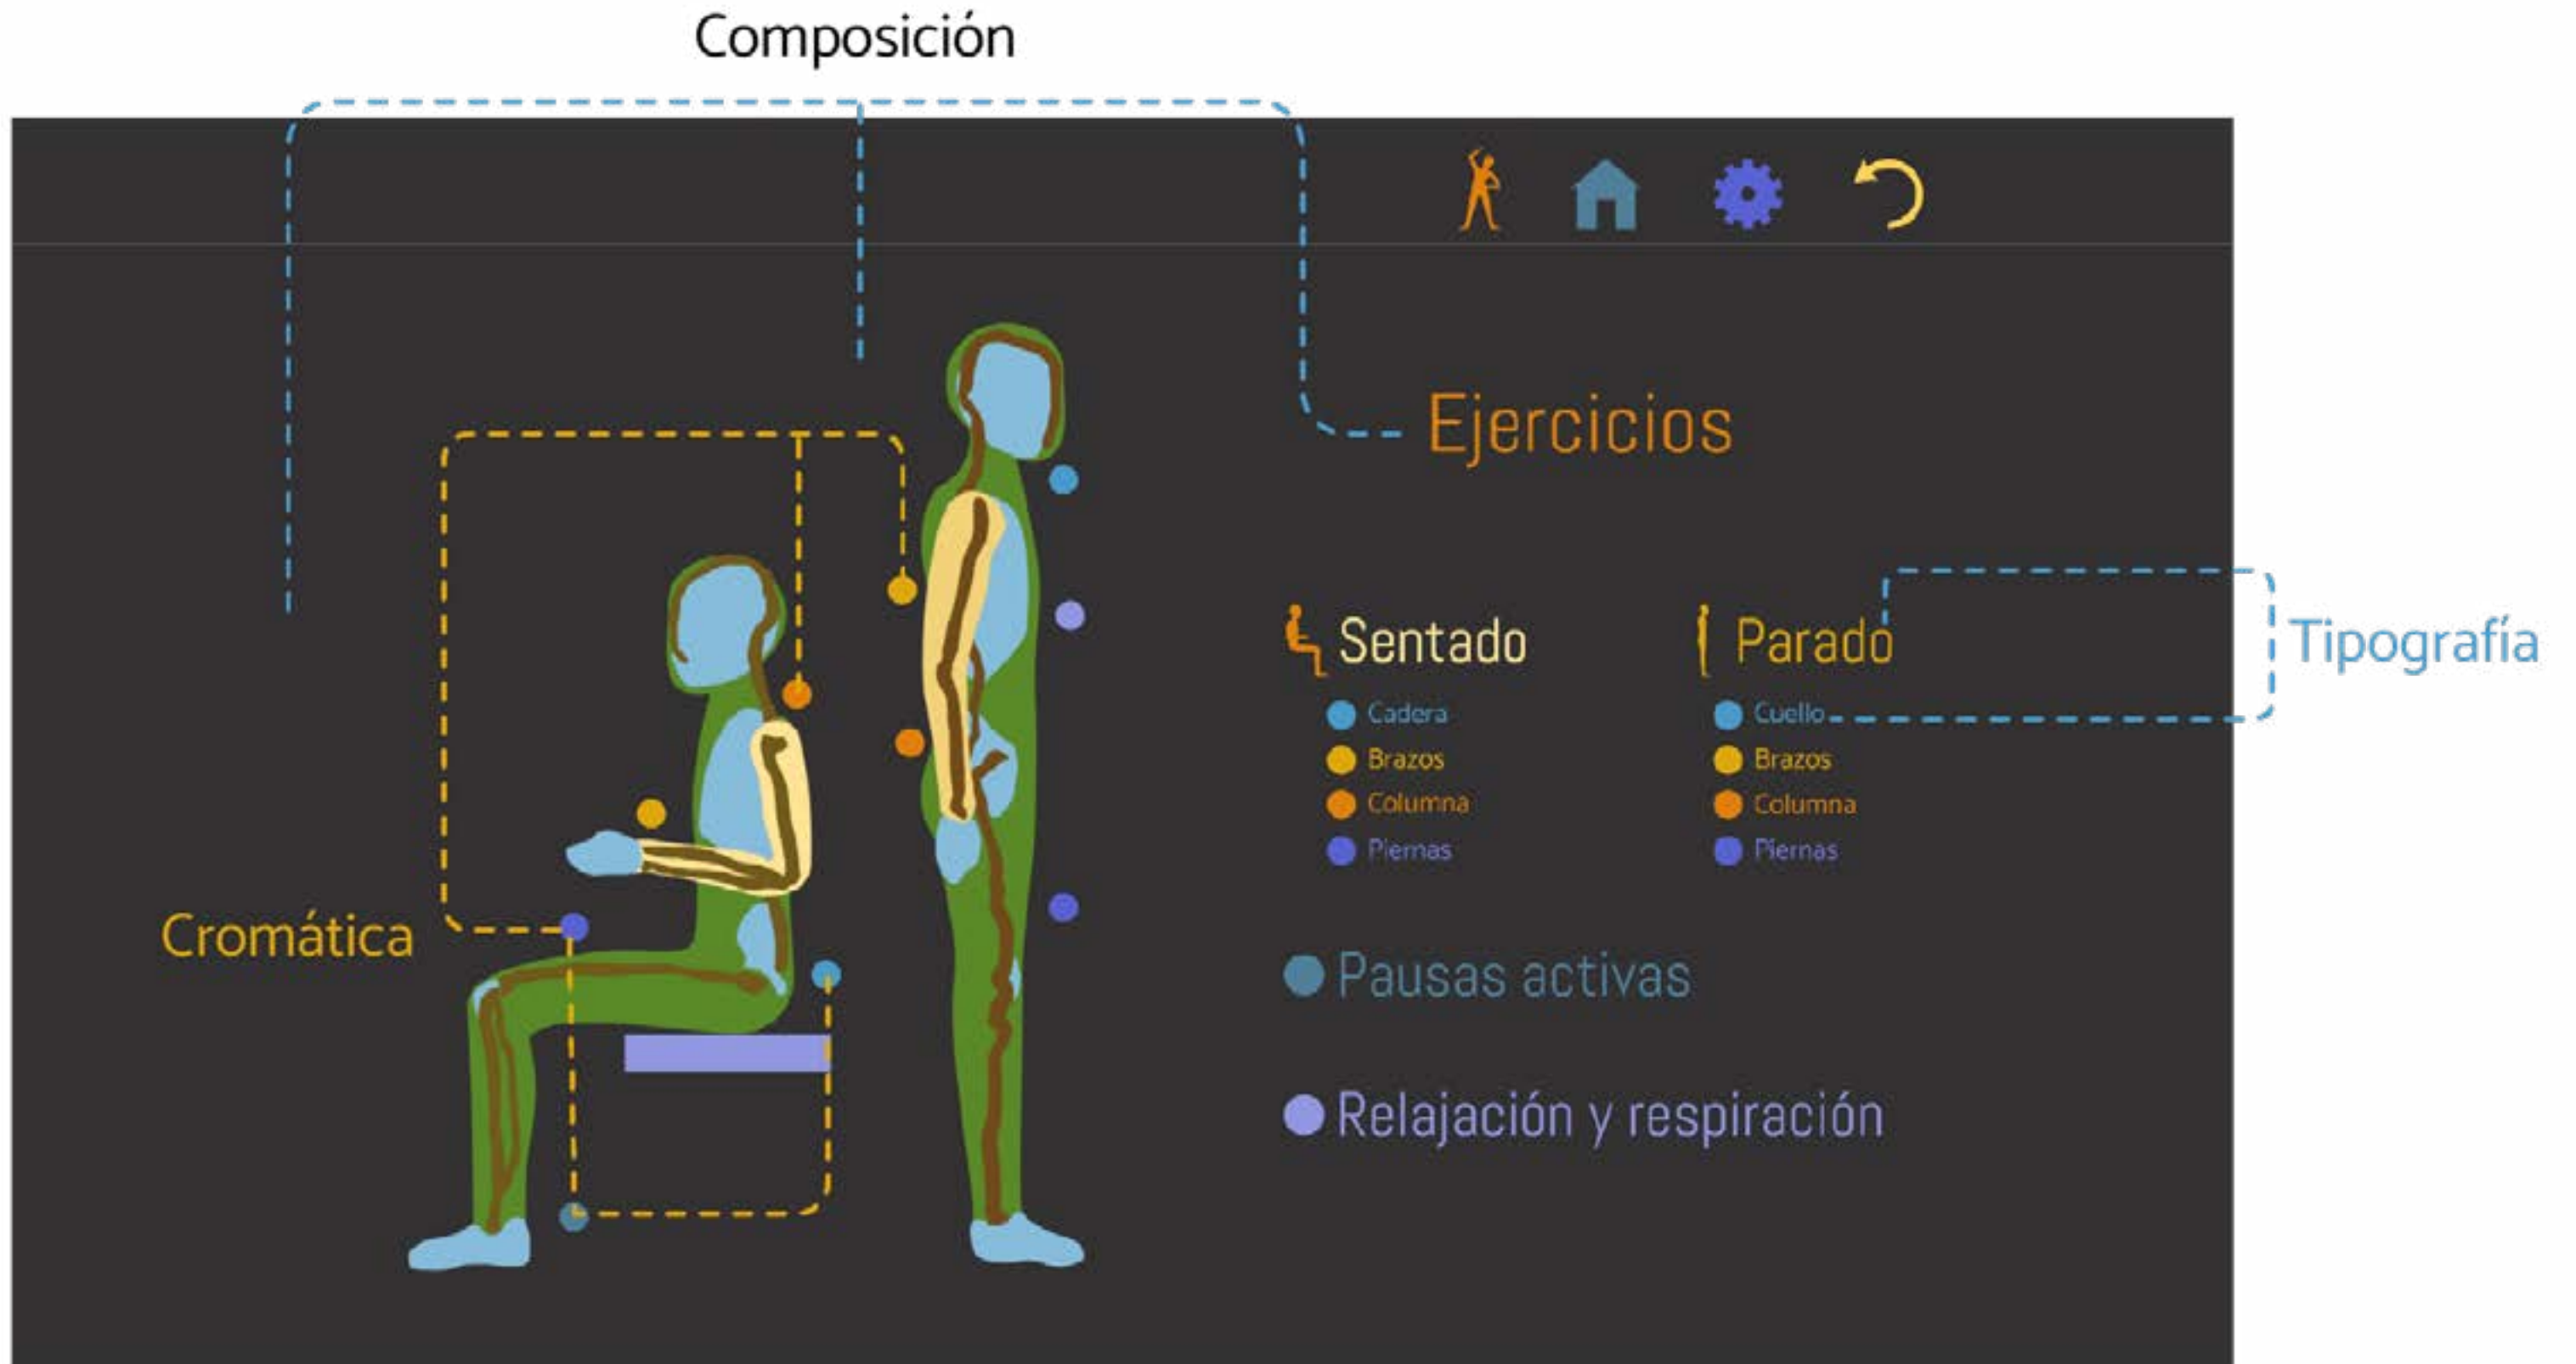 Composición
Ejercicios
Sentado
Parado
Tipografía
Cadera
Cuello
Brazos
Brazos
Columna
Columna
Piernas
Piernas
Cromática
Pausas activas
Relajación y respiración